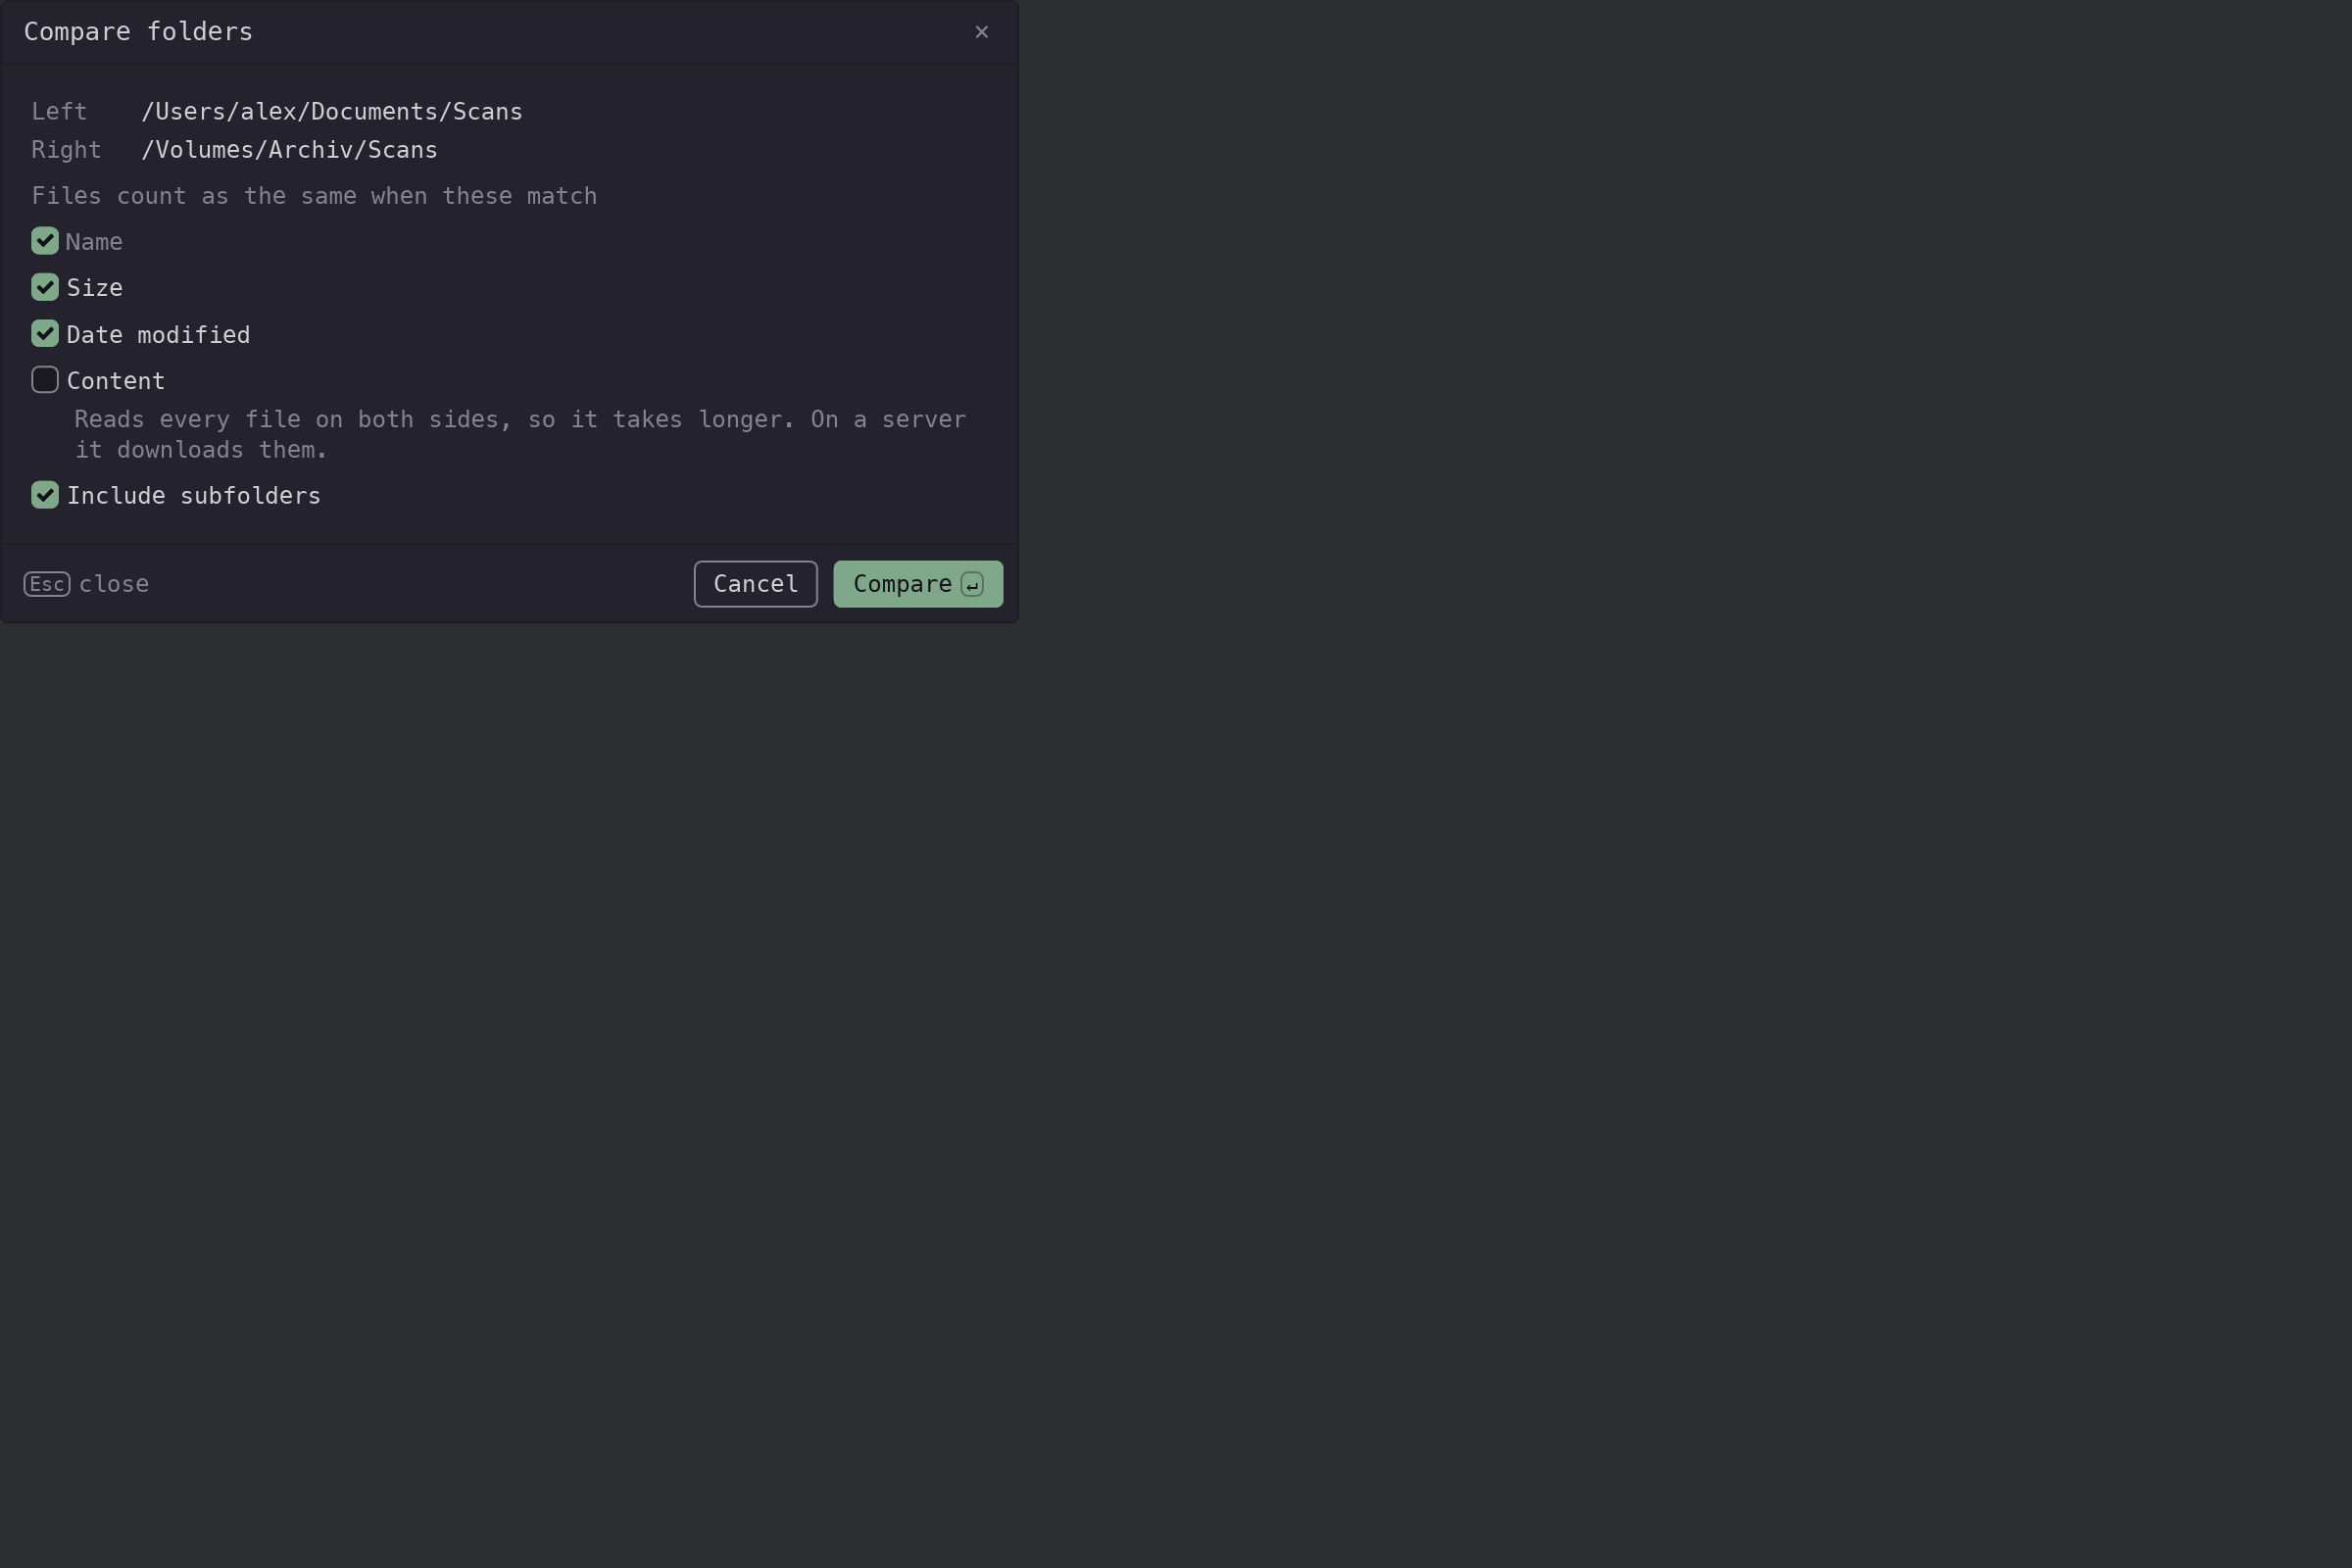 Compare folders ×
Left /Users/alex/Documents/Scans
Right /Volumes/Archiv/Scans
Files count as the same when these match
Name
Size
Date modified
Content
Reads every file on both sides, so it takes longer. On a server
it downloads them.
Include subfolders
Esc close Cancel Compare ↵